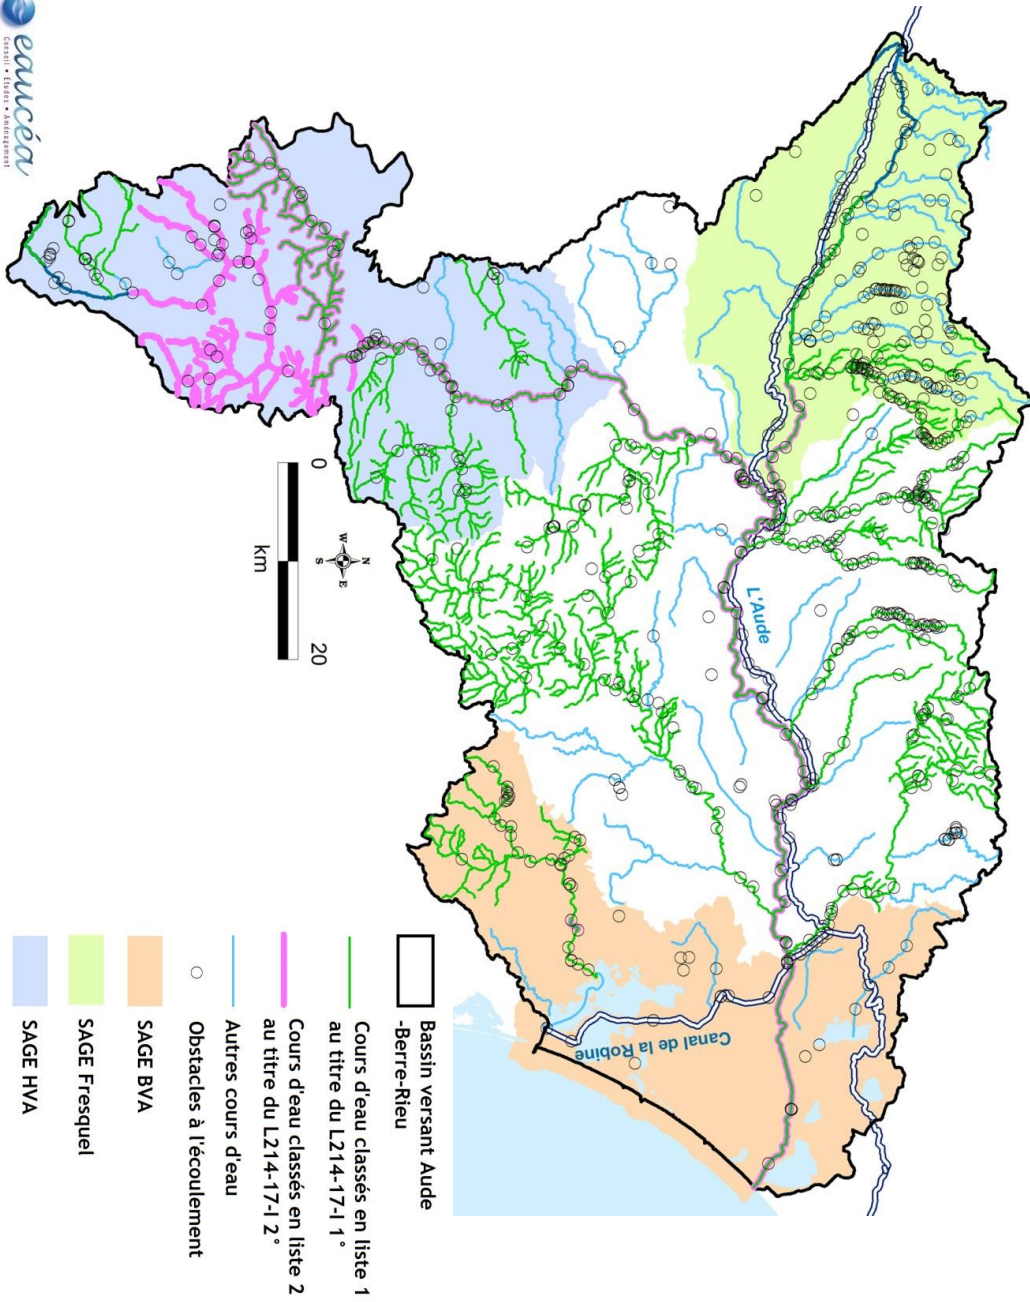 eaucéa
Conseil • Études • Aménagement
L'Aude
Canal de la Robine
W
N
S
E
0
20
km
Bassin versant Aude
-Berre-Rieu
Cours d'eau classés en liste 1
au titre du L214-17-I 1°
Cours d'eau classés en liste 2
au titre du L214-17-I 2°
Autres cours d'eau
Obstacles à l'écoulement
SAGE BVA
SAGE Fresquel
SAGE HVA